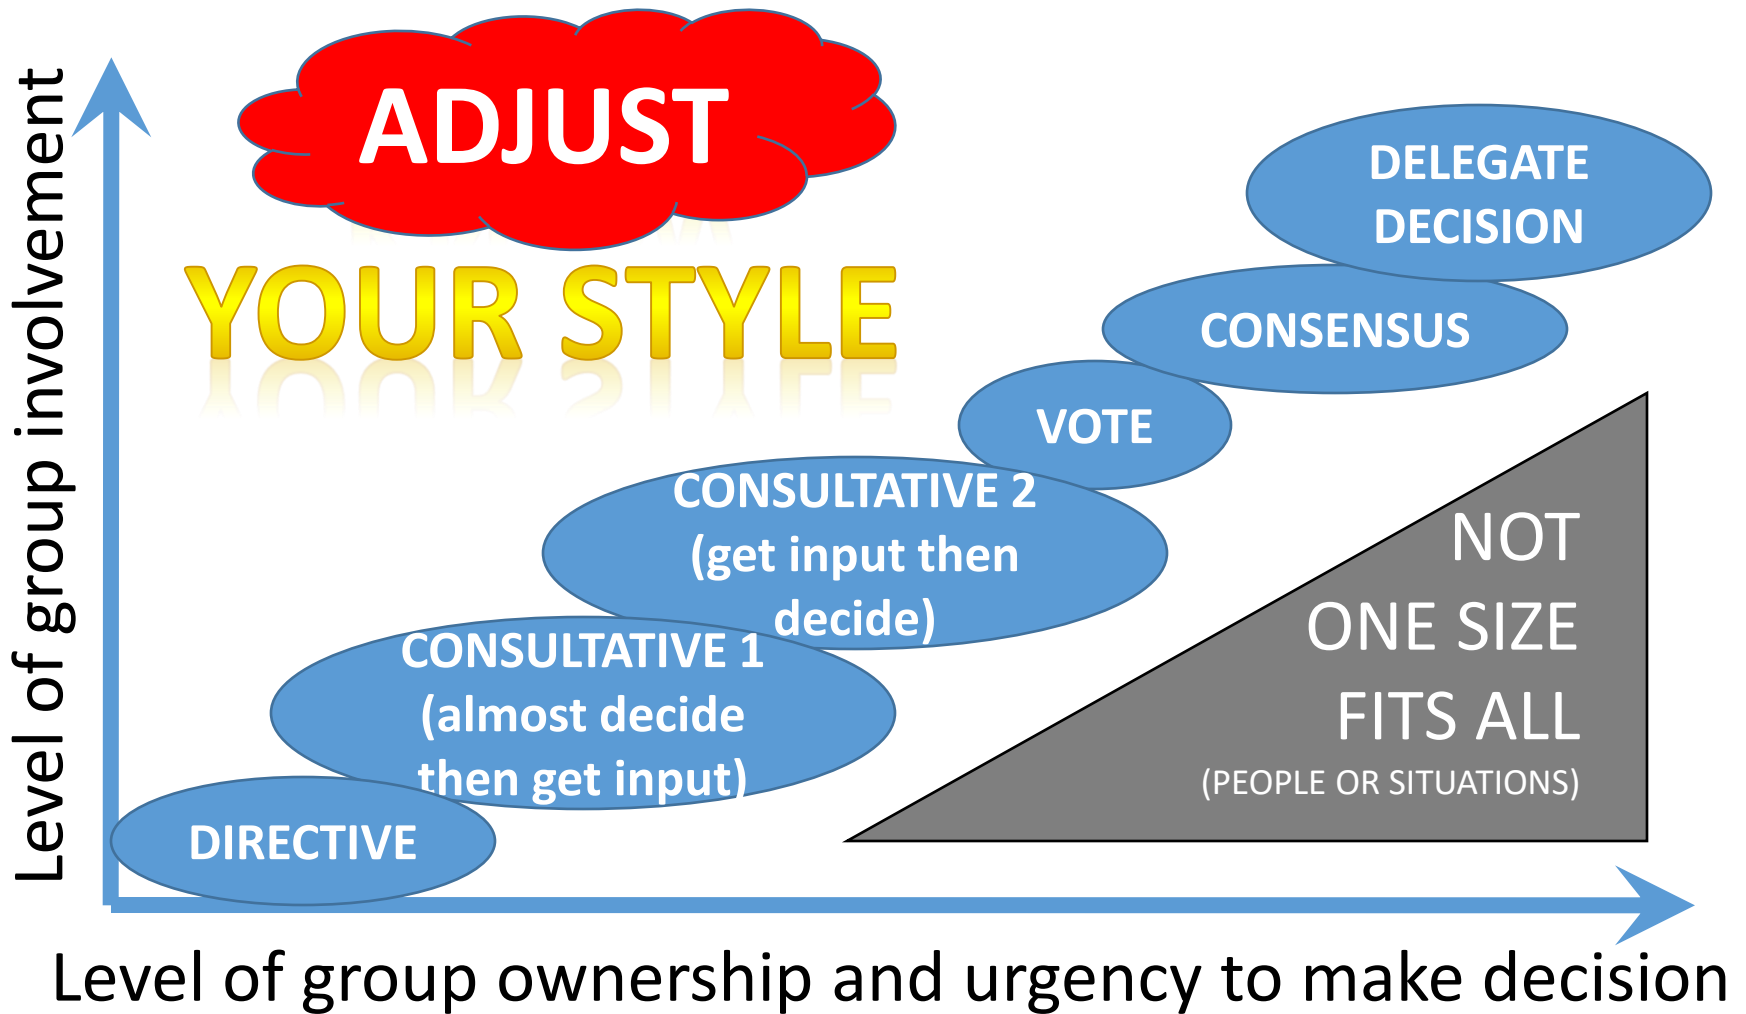 ADJUST
YOUR STYLE
Level of group involvement
DELEGATE
DECISION
CONSENSUS
VOTE
CONSULTATIVE 2
(get input then
decide)
CONSULTATIVE 1
(almost decide
then get input)
DIRECTIVE
NOT
ONE SIZE
FITS ALL
(PEOPLE OR SITUATIONS)
Level of group ownership and urgency to make decision